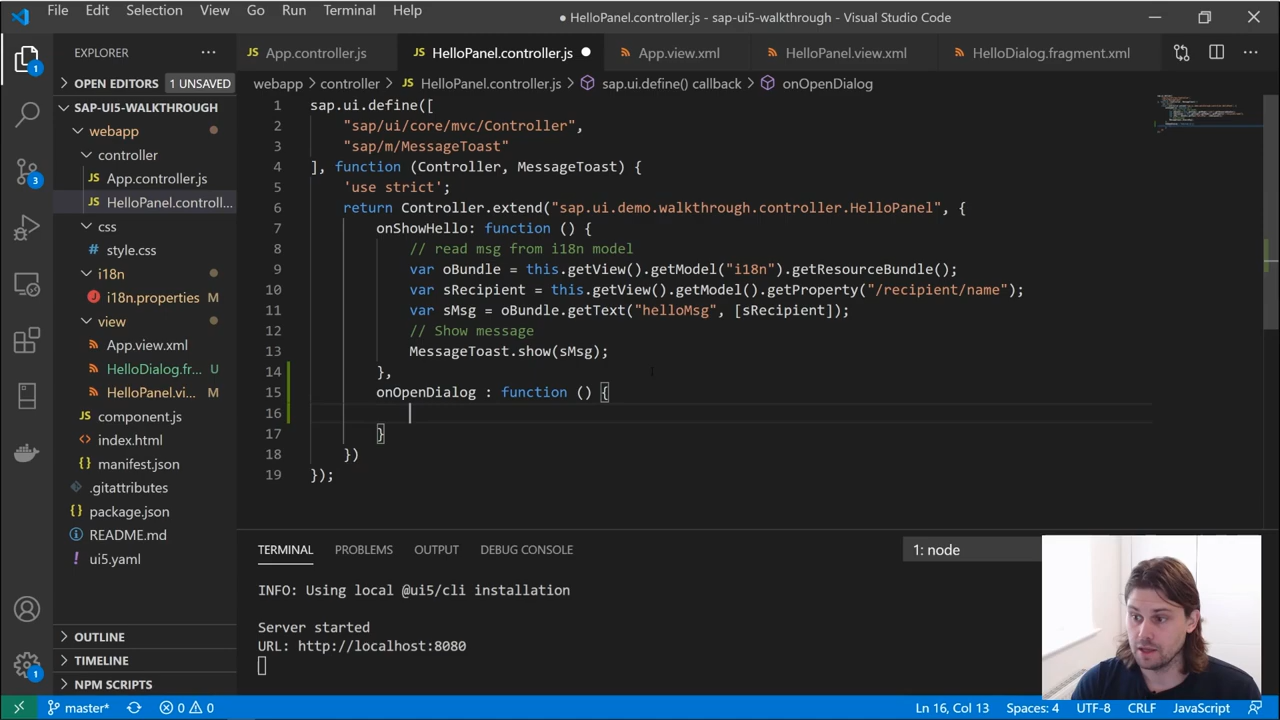 File Edit Selection View Go Run Terminal Help
● HelloPanel.controller.js - sap-ui5-walkthrough - Visual Studio Code
EXPLORER ···
JS App.controller.js
JS HelloPanel.controller.js ●
App.view.xml
HelloPanel.view.xml
HelloDialog.fragment.xml
···
1
OPEN EDITORS 1 UNSAVED
webapp > controller > JS HelloPanel.controller.js > sap.ui.define() callback > onOpenDialog
SAP-UI5-WALKTHROUGH
webapp
controller
JS App.controller.js
JS HelloPanel.controll...
css
# style.css
i18n
i18n.properties M
view
App.view.xml
HelloDialog.fr... U
HelloPanel.vi... M
JS component.js
<> index.html
manifest.json
.gitattributes
package.json
README.md
! ui5.yaml
3
OUTLINE
TIMELINE
NPM SCRIPTS
1
1 sap.ui.define([
2 "sap/ui/core/mvc/Controller",
3 "sap/m/MessageToast"
4 ], function (Controller, MessageToast) {
5 'use strict';
6 return Controller.extend("sap.ui.demo.walkthrough.controller.HelloPanel", {
7 onShowHello: function () {
8 // read msg from i18n model
9 var oBundle = this.getView().getModel("i18n").getResourceBundle();
10 var sRecipient = this.getView().getModel().getProperty("/recipient/name");
11 var sMsg = oBundle.getText("helloMsg", [sRecipient]);
12 // Show message
13 MessageToast.show(sMsg);
14 },
15 onOpenDialog : function () {
16
17 }
18 })
19 });
TERMINAL PROBLEMS OUTPUT DEBUG CONSOLE 1: node
INFO: Using local @ui5/cli installation
Server started
URL: http://localhost:8080
master* 0 0 Ln 16, Col 13 Spaces: 4 UTF-8 CRLF JavaScript